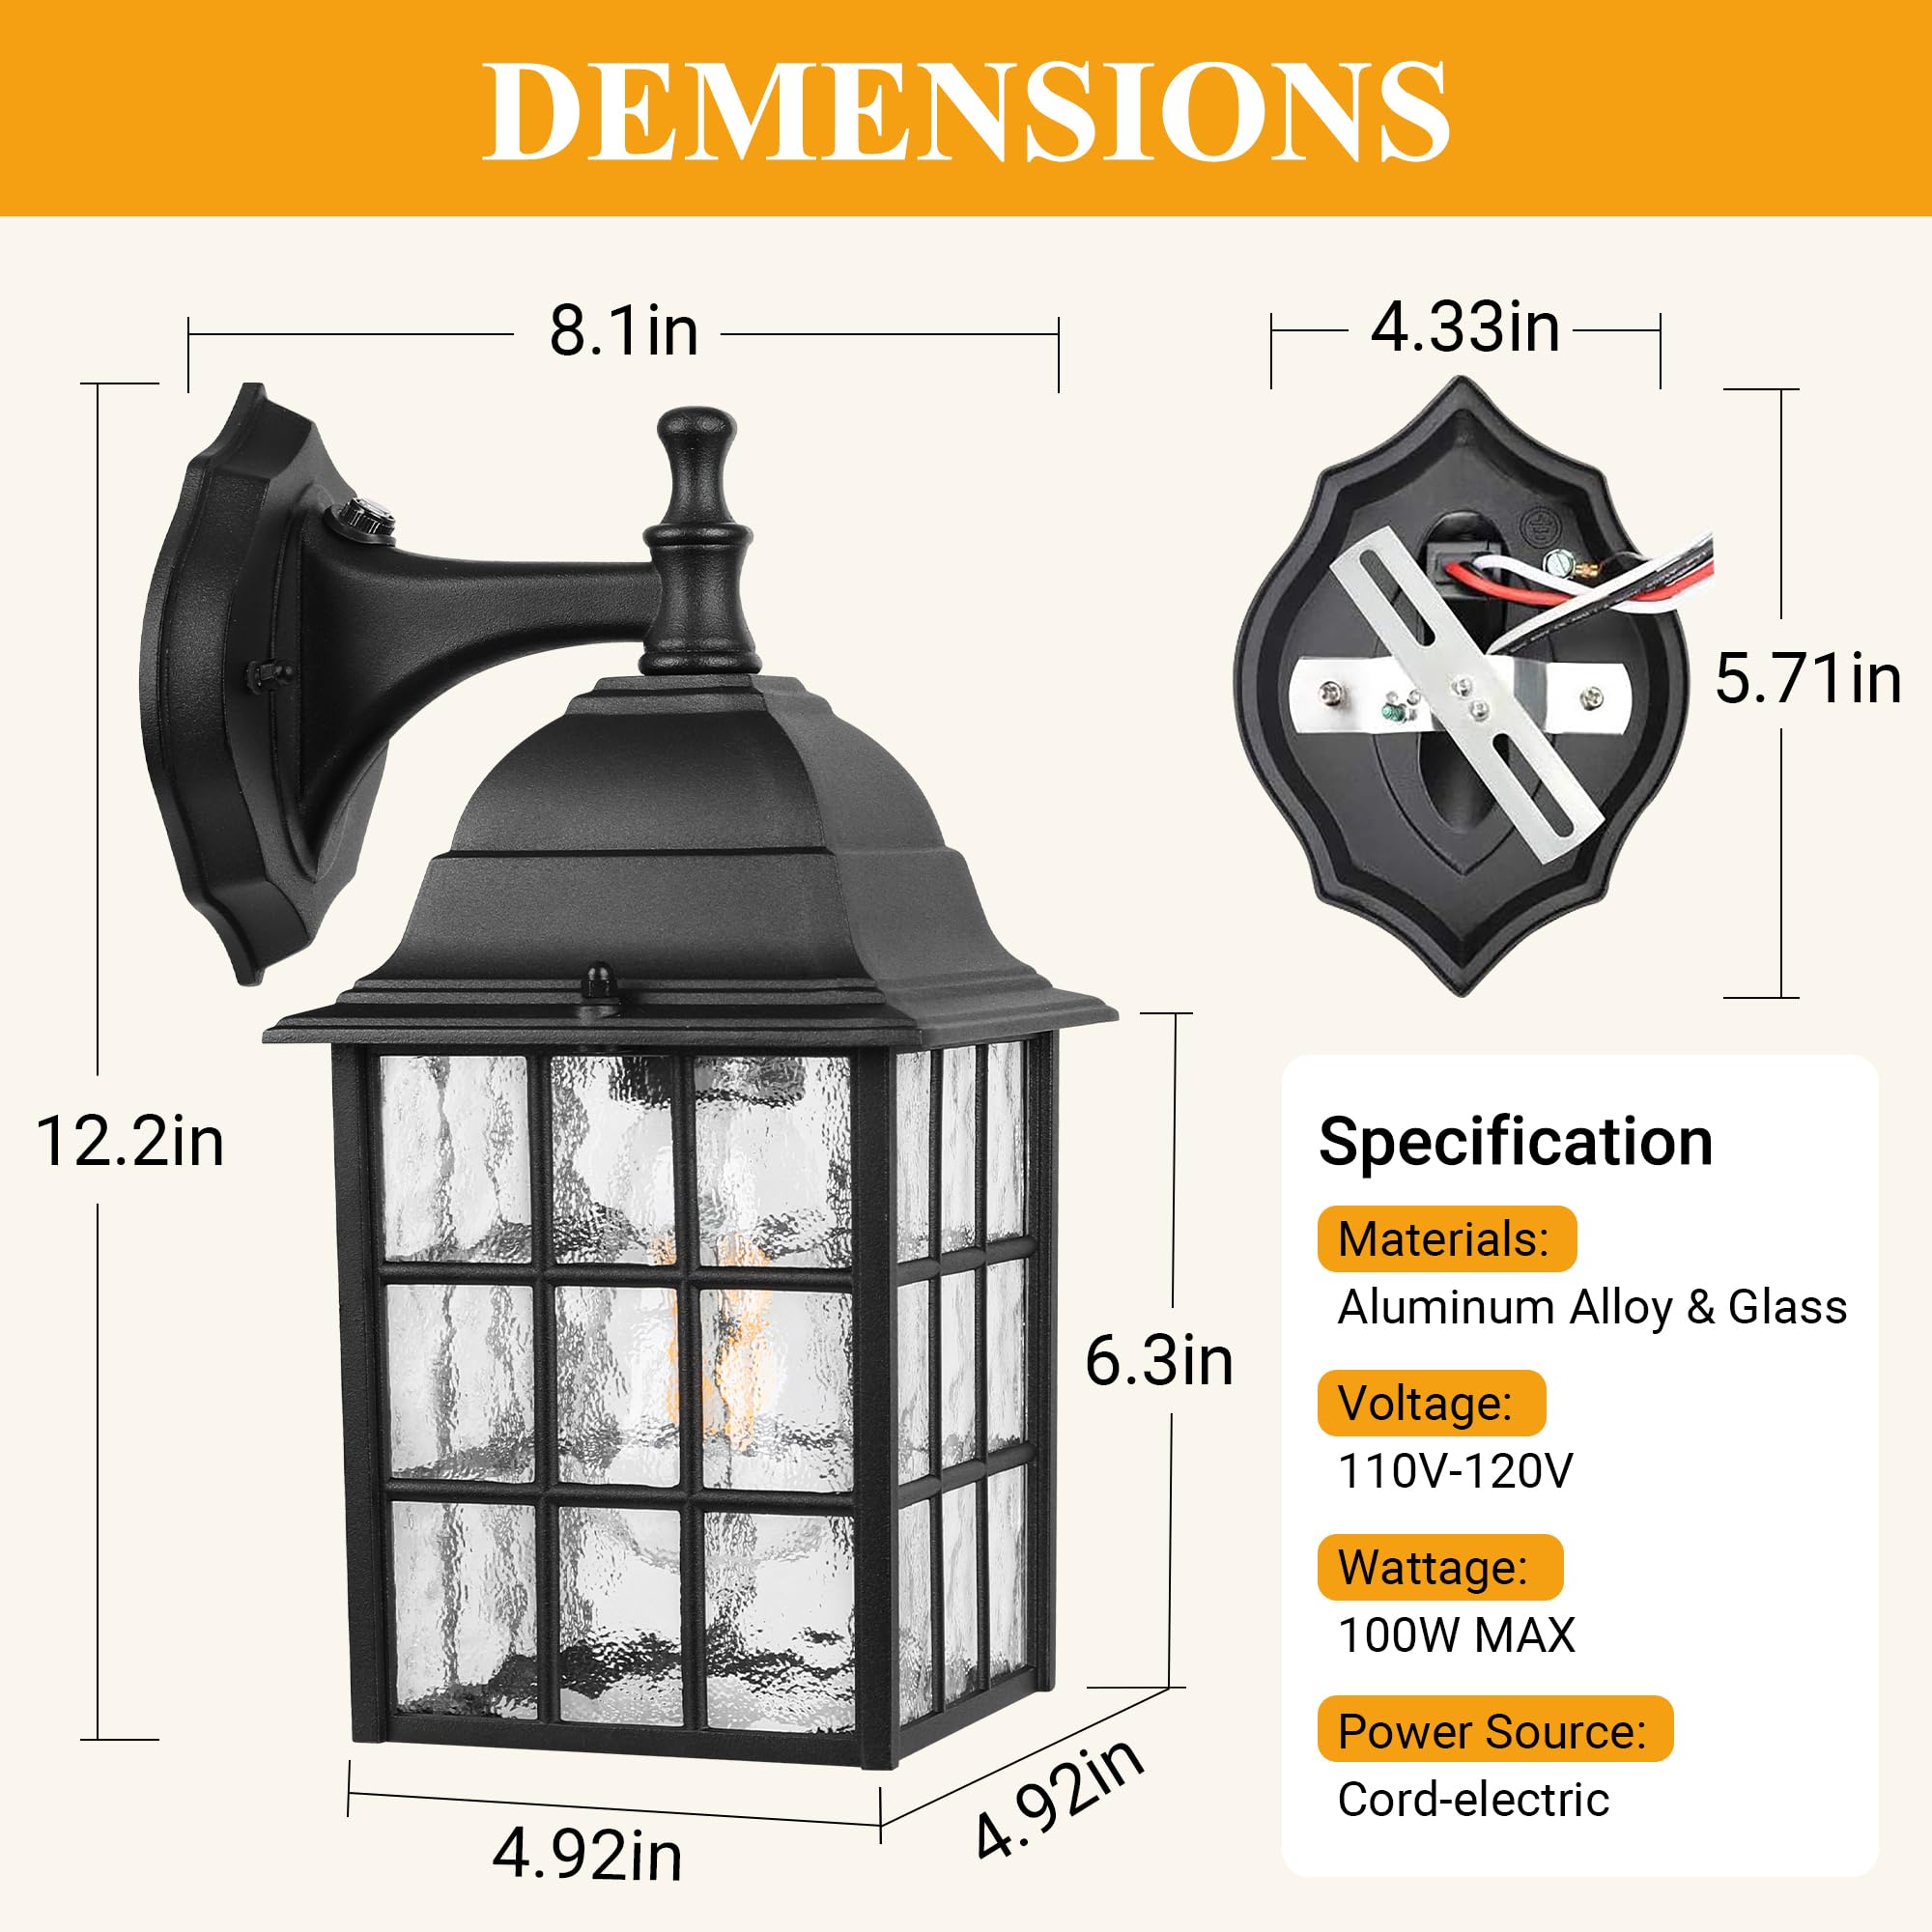 DEMENSIONS
8.1in
4.33in
5.71in
12.2in
6.3in
4.92in
4.92in
Specification
Materials:
Aluminum Alloy & Glass
Voltage:
110V-120V
Wattage:
100W MAX
Power Source:
Cord-electric